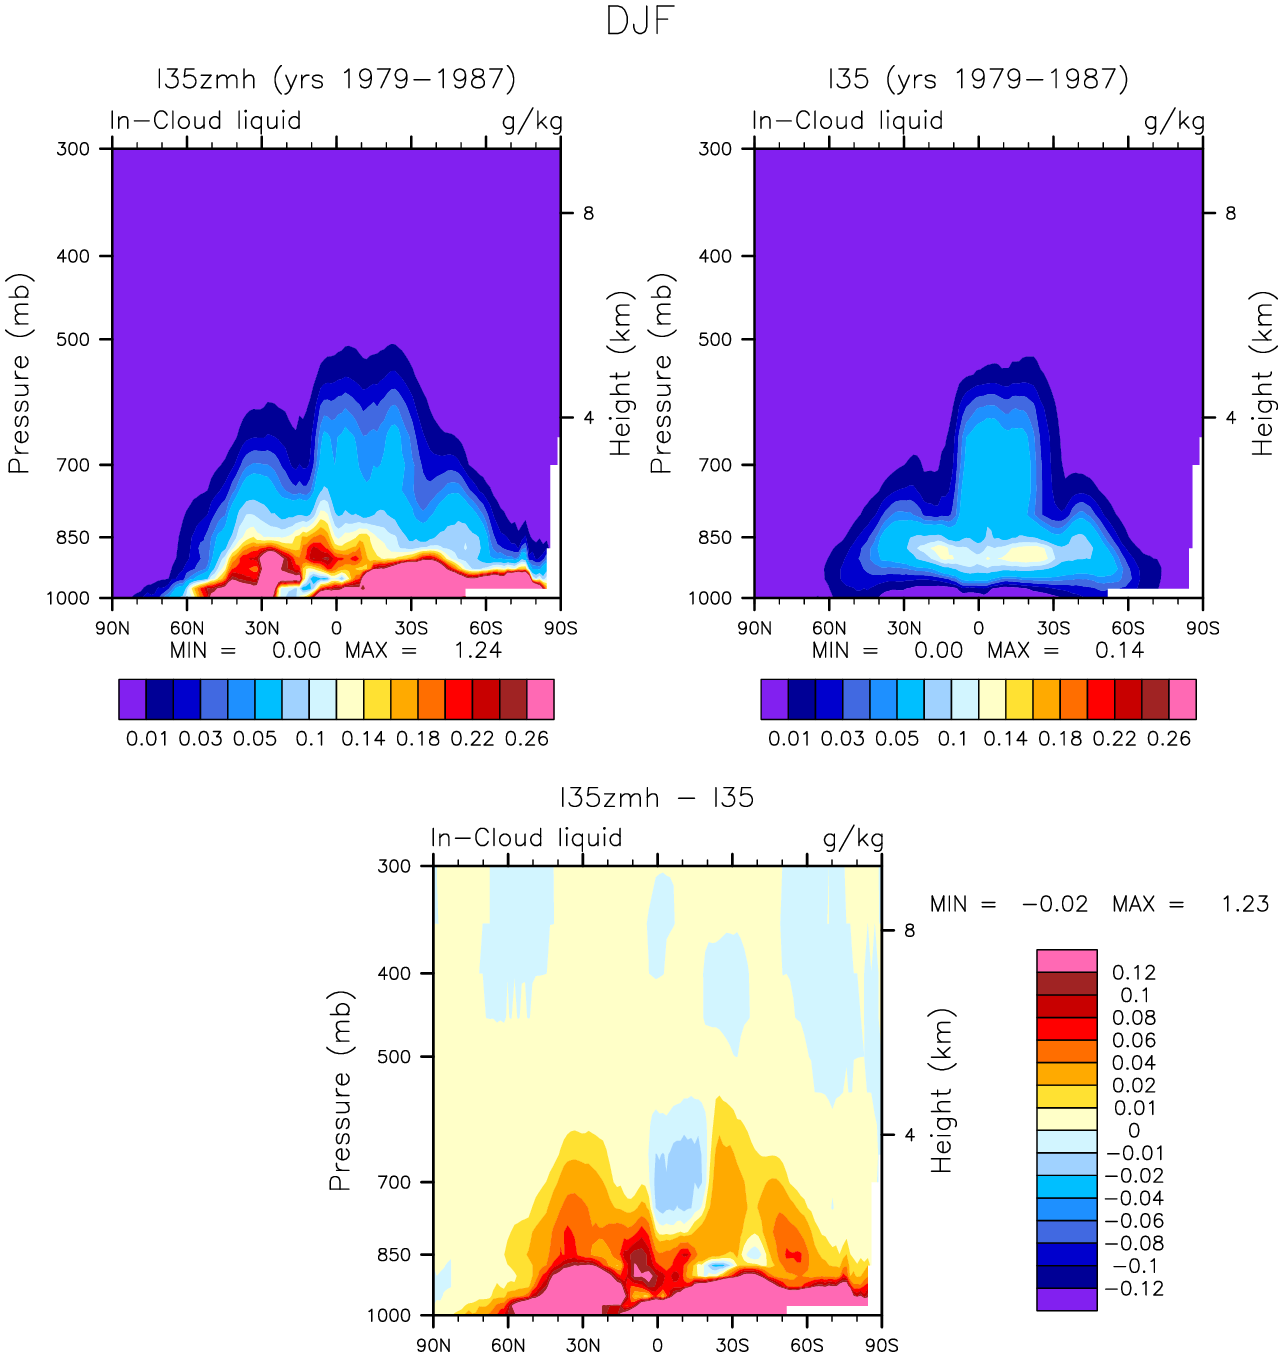 DJF
I35zmh (yrs 1979-1987)
In-Cloud liquid g/kg
300
400
500
700
850
1000
Pressure (mb)
8
4
Height (km)
90N 60N 30N 0 30S 60S 90S
MIN = 0.00 MAX = 1.24
0.01 0.03 0.05 0.1 0.14 0.18 0.22 0.26
I35 (yrs 1979-1987)
In-Cloud liquid g/kg
300
400
500
700
850
1000
Pressure (mb)
8
4
Height (km)
90N 60N 30N 0 30S 60S 90S
MIN = 0.00 MAX = 0.14
0.01 0.03 0.05 0.1 0.14 0.18 0.22 0.26
I35zmh - I35
In-Cloud liquid g/kg
300
400
500
700
850
1000
Pressure (mb)
8
4
Height (km)
90N 60N 30N 0 30S 60S 90S
MIN = -0.02 MAX = 1.23
0.12
0.1
0.08
0.06
0.04
0.02
0.01
0
-0.01
-0.02
-0.04
-0.06
-0.08
-0.1
-0.12